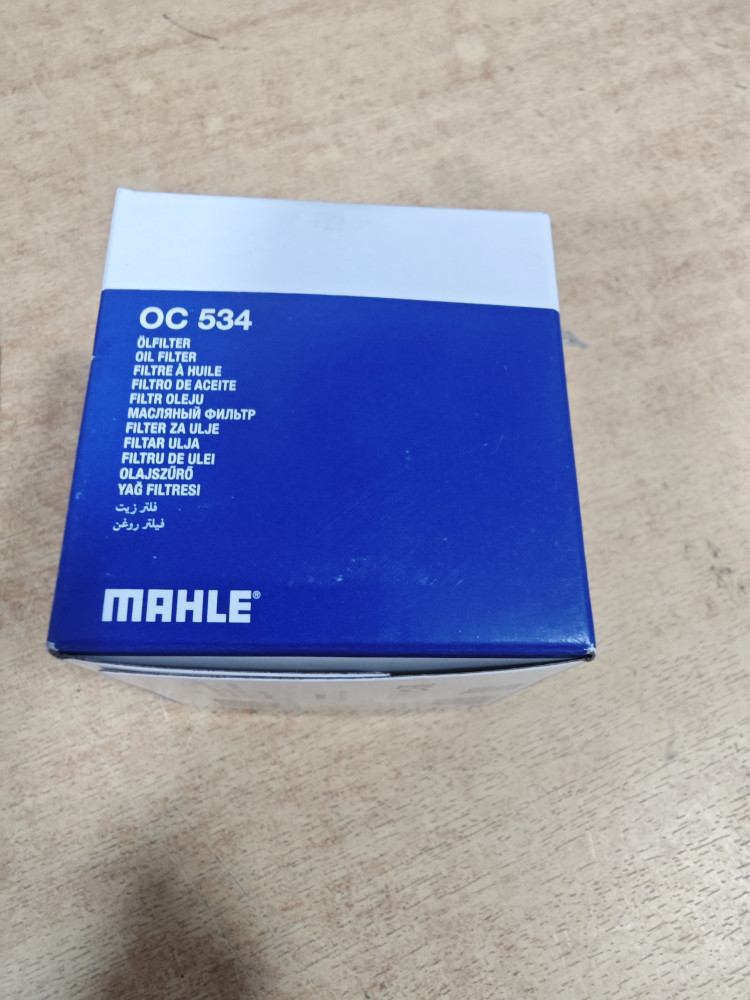 OC 534
ÖLFILTER
OIL FILTER
FILTRE À HUILE
FILTRO DE ACEITE
FILTR OLEJU
МАСЛЯНЫЙ ФИЛЬТР
FILTER ZA ULJE
FILTAR ULJA
FILTRU DE ULEI
OLAJSZŰRŐ
YAĞ FILTRESI
فلتر زيت
فیلتر روغن
MAHLE®